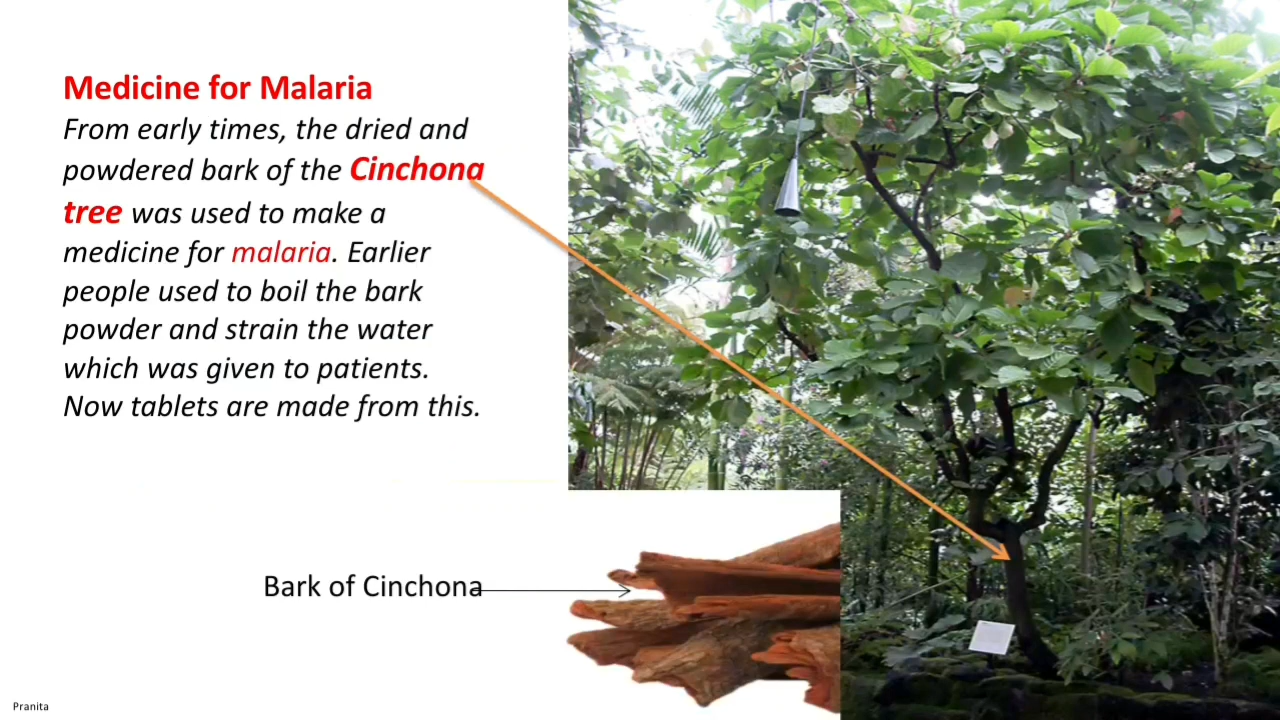 Medicine for Malaria
From early times, the dried and
powdered bark of the Cinchona
tree was used to make a
medicine for malaria. Earlier
people used to boil the bark
powder and strain the water
which was given to patients.
Now tablets are made from this.
Bark of Cinchona
Pranita